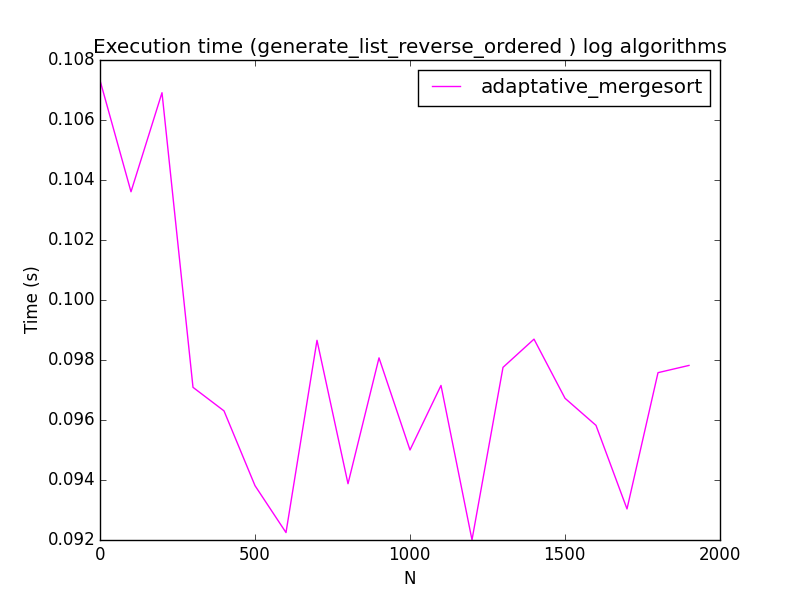 Execution time (generate_list_reverse_ordered ) log algorithms
adaptative_mergesort
0.108
0.106
0.104
0.102
0.100
0.098
0.096
0.094
0.092
Time (s)
0 500 1000 1500 2000
N